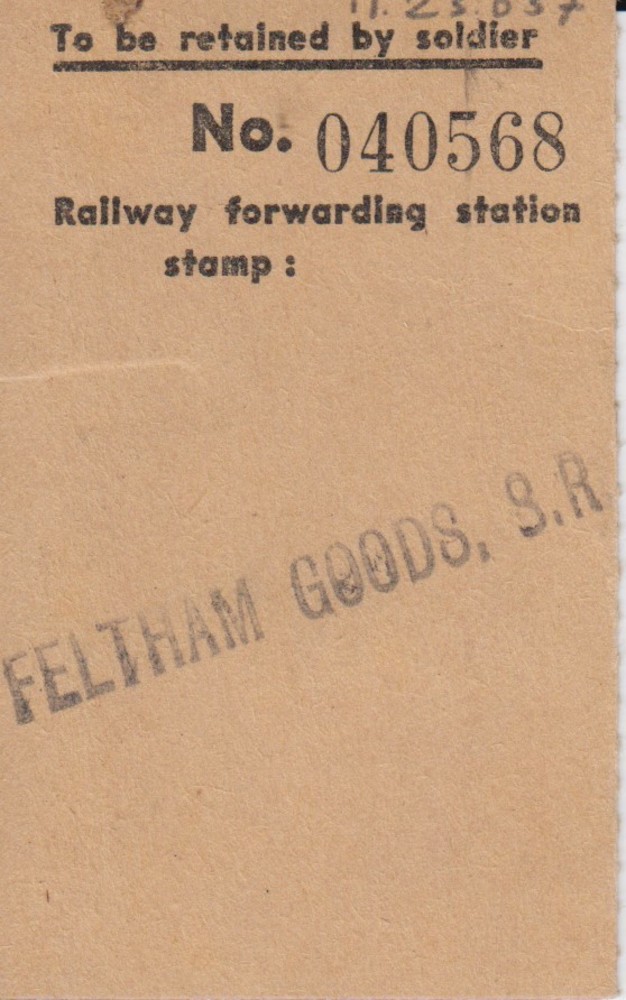 To be retained by soldier
No. 040568
Railway forwarding station
stamp :
FELTHAM GOODS, S.R